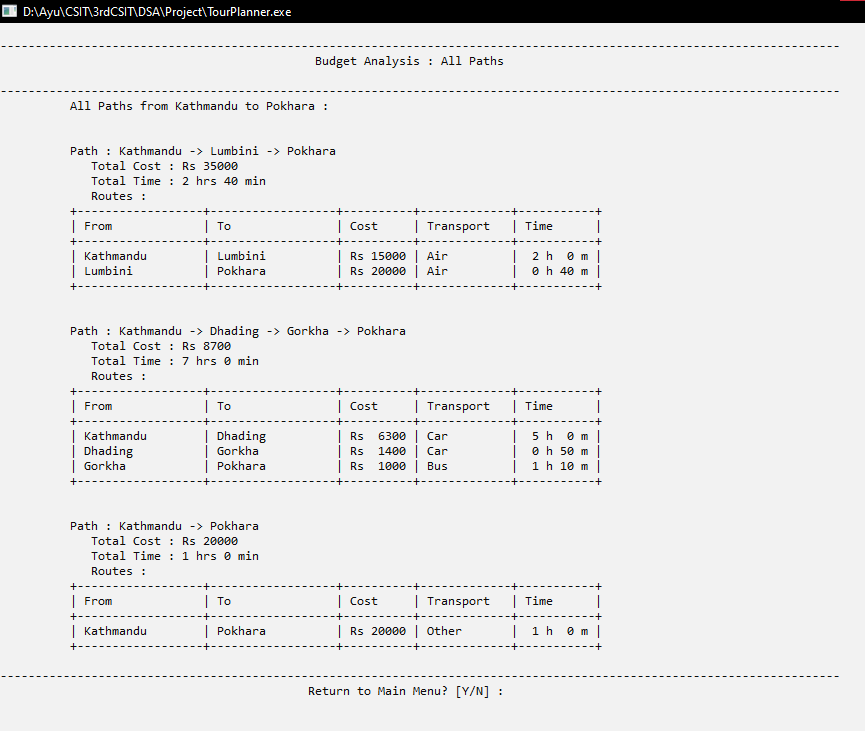 D:\Ayu\CSIT\3rdCSIT\DSA\Project\TourPlanner.exe
------------------------------------------------------------------------------------------------------------------------
Budget Analysis : All Paths
------------------------------------------------------------------------------------------------------------------------
All Paths from Kathmandu to Pokhara :
Path : Kathmandu -> Lumbini -> Pokhara
Total Cost : Rs 35000
Total Time : 2 hrs 40 min
Routes :
+------------------+------------------+----------+-------------+-----------+
| From             | To               | Cost     | Transport   | Time      |
+------------------+------------------+----------+-------------+-----------+
| Kathmandu        | Lumbini          | Rs 15000 | Air         |  2 h  0 m |
| Lumbini          | Pokhara          | Rs 20000 | Air         |  0 h 40 m |
+------------------+------------------+----------+-------------+-----------+
Path : Kathmandu -> Dhading -> Gorkha -> Pokhara
Total Cost : Rs 8700
Total Time : 7 hrs 0 min
Routes :
+------------------+------------------+----------+-------------+-----------+
| From             | To               | Cost     | Transport   | Time      |
+------------------+------------------+----------+-------------+-----------+
| Kathmandu        | Dhading          | Rs  6300 | Car         |  5 h  0 m |
| Dhading          | Gorkha           | Rs  1400 | Car         |  0 h 50 m |
| Gorkha           | Pokhara          | Rs  1000 | Bus         |  1 h 10 m |
+------------------+------------------+----------+-------------+-----------+
Path : Kathmandu -> Pokhara
Total Cost : Rs 20000
Total Time : 1 hrs 0 min
Routes :
+------------------+------------------+----------+-------------+-----------+
| From             | To               | Cost     | Transport   | Time      |
+------------------+------------------+----------+-------------+-----------+
| Kathmandu        | Pokhara          | Rs 20000 | Other       |  1 h  0 m |
+------------------+------------------+----------+-------------+-----------+
------------------------------------------------------------------------------------------------------------------------
Return to Main Menu? [Y/N] :